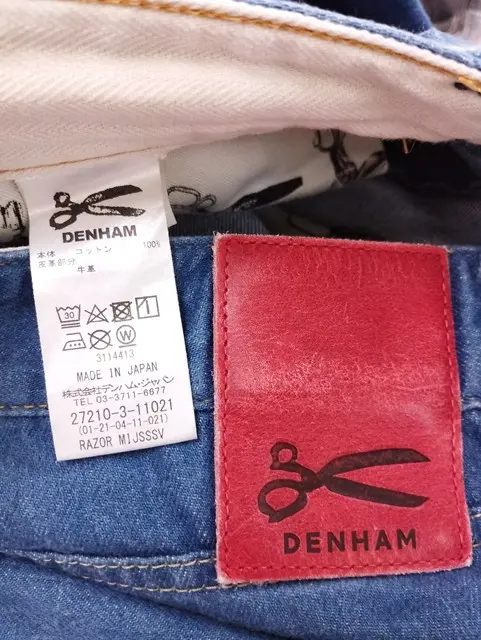 DENHAM
本体 コットン 100%
皮革部分
牛革
30
W
3114413
MADE IN JAPAN
株式会社デンハム・ジャパン
TEL 03-3711-6677
27210-3-11021
(01-21-04-11-021)
RAZOR MIJSSSV
DENHAM